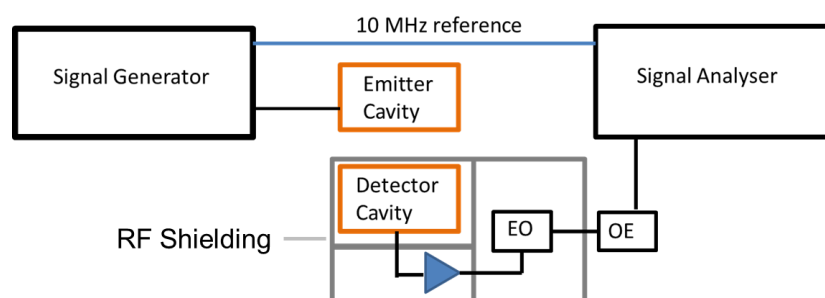 10 MHz reference
Signal Generator
Signal Analyser
Emitter
Cavity
Detector
Cavity
RF Shielding
EO
OE